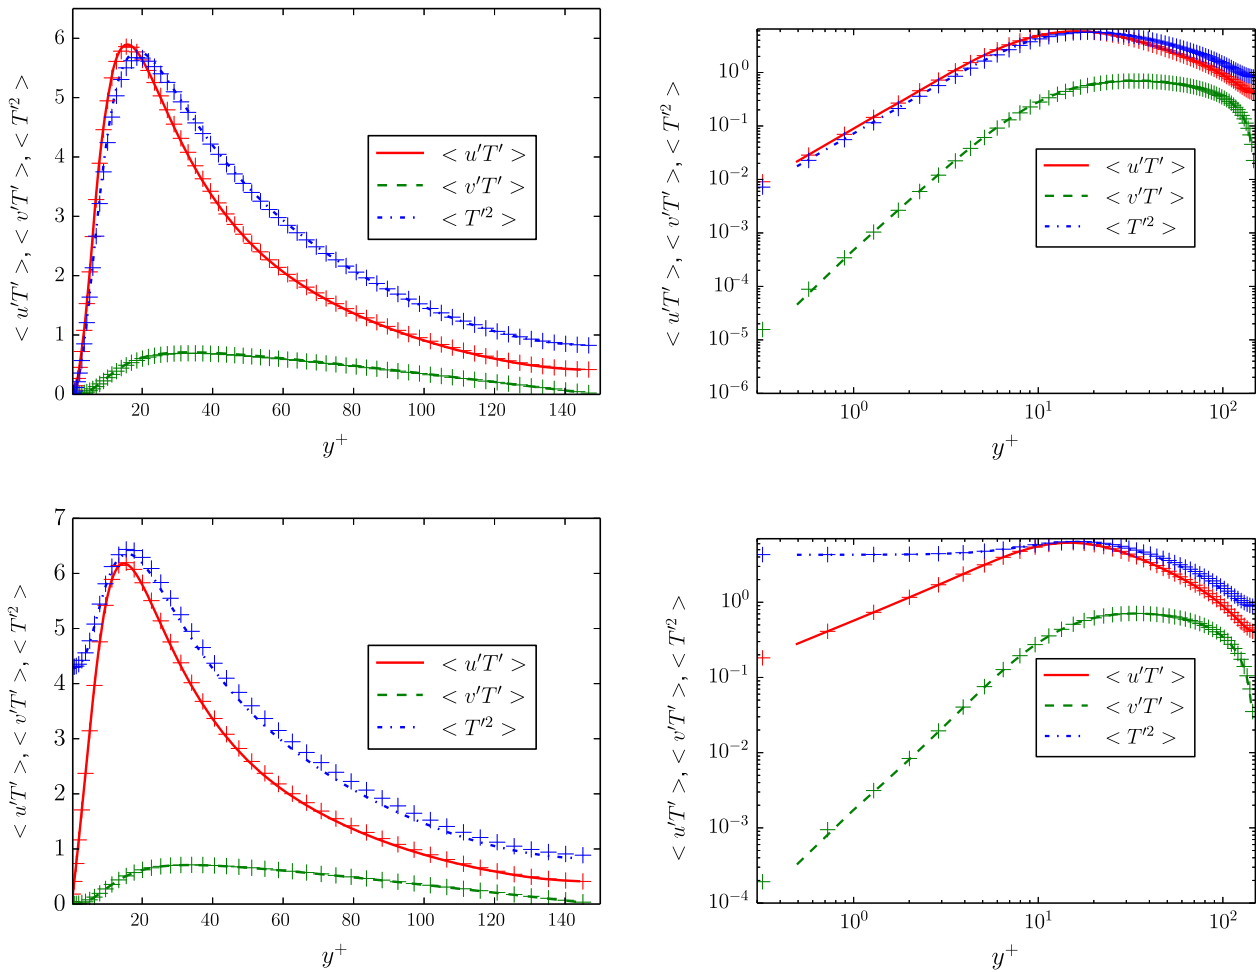 6
5
4
3
2
1
0
20 40 60 80 100 120 140
y⁺
< u′T′ >, < v′T′ >, < T′² >
< u′T′ >
< v′T′ >
< T′² >
10⁰
10⁻¹
10⁻²
10⁻³
10⁻⁴
10⁻⁵
10⁻⁶
10⁰ 10¹ 10²
y⁺
< u′T′ >, < v′T′ >, < T′² >
< u′T′ >
< v′T′ >
< T′² >
7
6
5
4
3
2
1
0
20 40 60 80 100 120 140
y⁺
< u′T′ >, < v′T′ >, < T′² >
< u′T′ >
< v′T′ >
< T′² >
10⁰
10⁻¹
10⁻²
10⁻³
10⁻⁴
10⁰ 10¹ 10²
y⁺
< u′T′ >, < v′T′ >, < T′² >
< u′T′ >
< v′T′ >
< T′² >